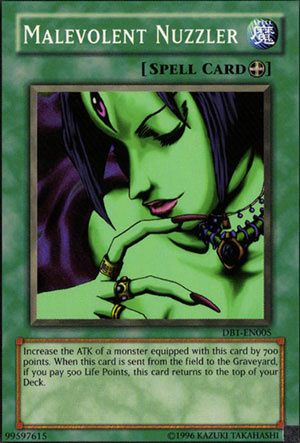 MALEVOLENT NUZZLER
魔
[SPELL CARD]
DB1-EN005
Increase the ATK of a monster equipped with this card by 700
points. When this card is sent from the field to the Graveyard,
if you pay 500 Life Points, this card returns to the top of your
Deck.
99597615
©1996 KAZUKI TAKAHASHI